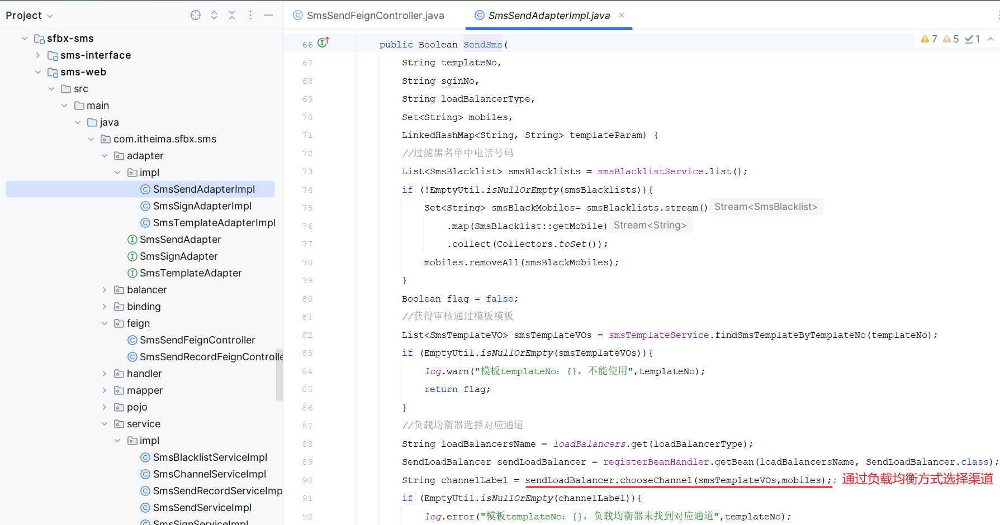 Project
SmsSendFeignController.java
SmsSendAdapterImpl.java
sfbx-sms
sms-interface
sms-web
src
main
java
com.itheima.sfbx.sms
adapter
impl
SmsSendAdapterImpl
SmsSignAdapterImpl
SmsTemplateAdapterImpl
SmsSendAdapter
SmsSignAdapter
SmsTemplateAdapter
balancer
binding
feign
SmsSendFeignController
SmsSendRecordFeignControlle
handler
mapper
pojo
service
impl
SmsBlacklistServiceImpl
SmsChannelServiceImpl
SmsSendRecordServiceImp
SmsSendServiceImpl
SmsSignServiceImpl
7 5 1
66 public Boolean SendSms(
67 String templateNo,
68 String sginNo,
69 String loadBalancerType,
70 Set<String> mobiles,
71 LinkedHashMap<String, String> templateParam) {
72 //过滤黑名单中电话号码
73 List<SmsBlacklist> smsBlacklists = smsBlacklistService.list();
74 if (!EmptyUtil.isNullOrEmpty(smsBlacklists)){
75 Set<String> smsBlackMobiles= smsBlacklists.stream() Stream<SmsBlacklist>
76 .map(SmsBlacklist::getMobile) Stream<String>
77 .collect(Collectors.toSet());
78 mobiles.removeAll(smsBlackMobiles);
79 }
80 Boolean flag = false;
81 //获得审核通过模板模板
82 List<SmsTemplateVO> smsTemplateVOs = smsTemplateService.findSmsTemplateByTemplateNo(templateNo);
83 if (EmptyUtil.isNullOrEmpty(smsTemplateVOs)){
84 log.warn("模板templateNo：{}，不能使用",templateNo);
85 return flag;
86 }
87 //负载均衡器选择对应通道
88 String loadBalancersName = loadBalancers.get(loadBalancerType);
89 SendLoadBalancer sendLoadBalancer = registerBeanHandler.getBean(loadBalancersName, SendLoadBalancer.class);
90 String channelLabel = sendLoadBalancer.chooseChannel(smsTemplateVOs,mobiles);; 通过负载均衡方式选择渠道
91 if (EmptyUtil.isNullOrEmpty(channelLabel)){
92 log.error("模板templateNo：{}，负载均衡器未找到对应通道",templateNo);